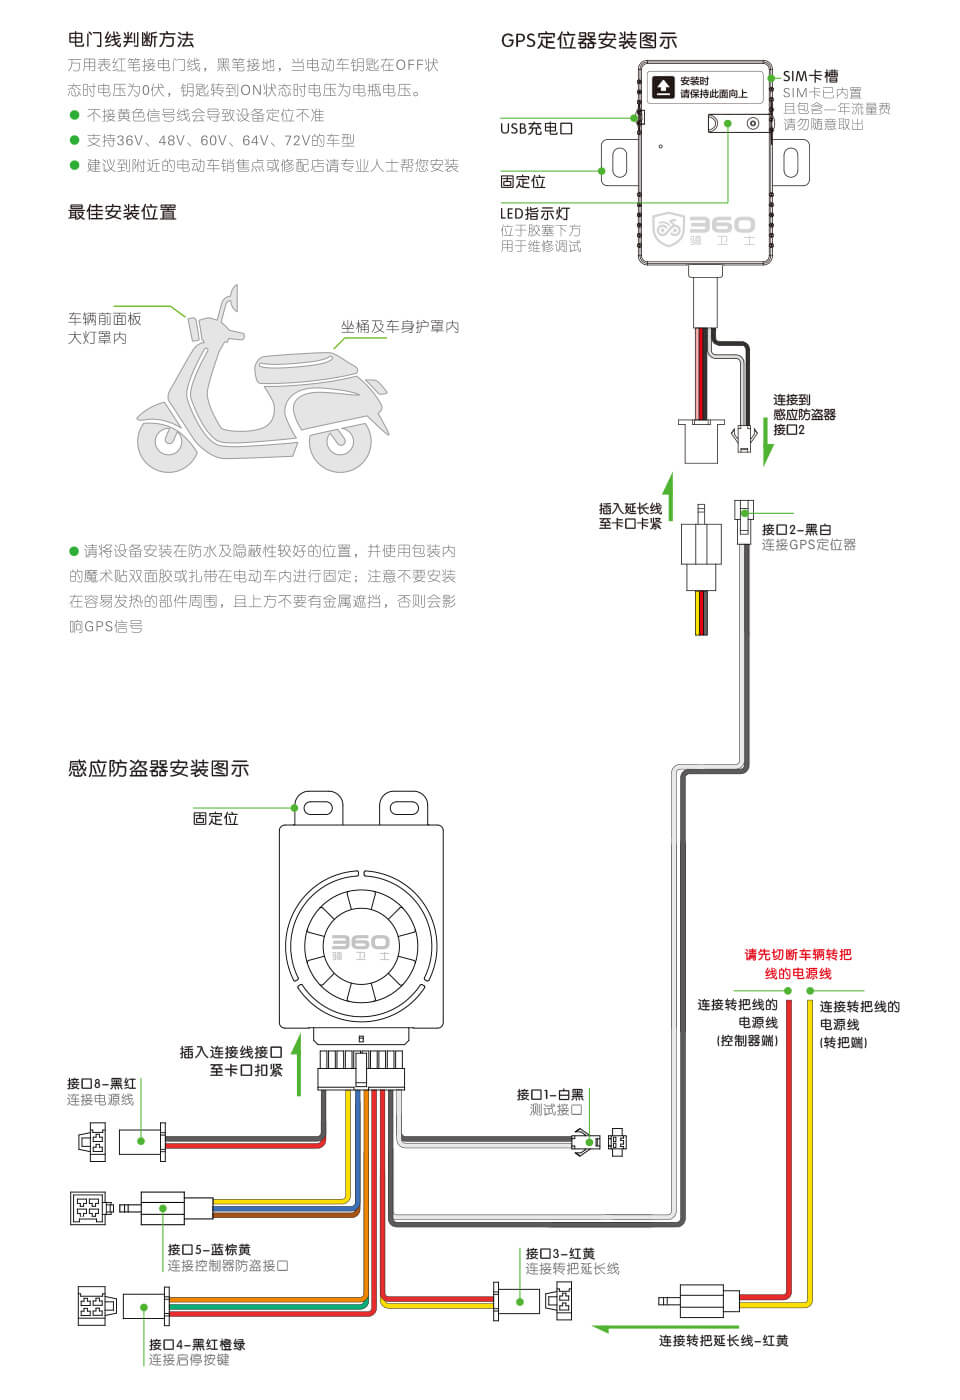 电门线判断方法
万用表红笔接电门线，黑笔接地，当电动车钥匙在OFF状
态时电压为0伏，钥匙转到ON状态时电压为电瓶电压。
不接黄色信号线会导致设备定位不准
支持36V、48V、60V、64V、72V的车型
建议到附近的电动车销售点或修配店请专业人士帮您安装
最佳安装位置
车辆前面板
大灯罩内
坐桶及车身护罩内
请将设备安装在防水及隐蔽性较好的位置，并使用包装内
的魔术贴双面胶或扎带在电动车内进行固定；注意不要安装
在容易发热的部件周围，且上方不要有金属遮挡，否则会影
响GPS信号
GPS定位器安装图示
安装时
请保持此面向上
SIM卡槽
SIM卡已内置
且包含一年流量费
请勿随意取出
USB充电口
固定位
LED指示灯
位于胶塞下方
用于维修调试
360
骑卫士
连接到
感应防盗器
接口2
插入延长线
至卡口卡紧
接口2-黑白
连接GPS定位器
感应防盗器安装图示
固定位
360
骑卫士
插入连接线接口
至卡口扣紧
接口8-黑红
连接电源线
接口1-白黑
测试接口
接口5-蓝棕黄
连接控制器防盗接口
接口4-黑红橙绿
连接启停按键
接口3-红黄
连接转把延长线
请先切断车辆转把
线的电源线
连接转把线的
电源线
(控制器端)
连接转把线的
电源线
(转把端)
连接转把延长线-红黄